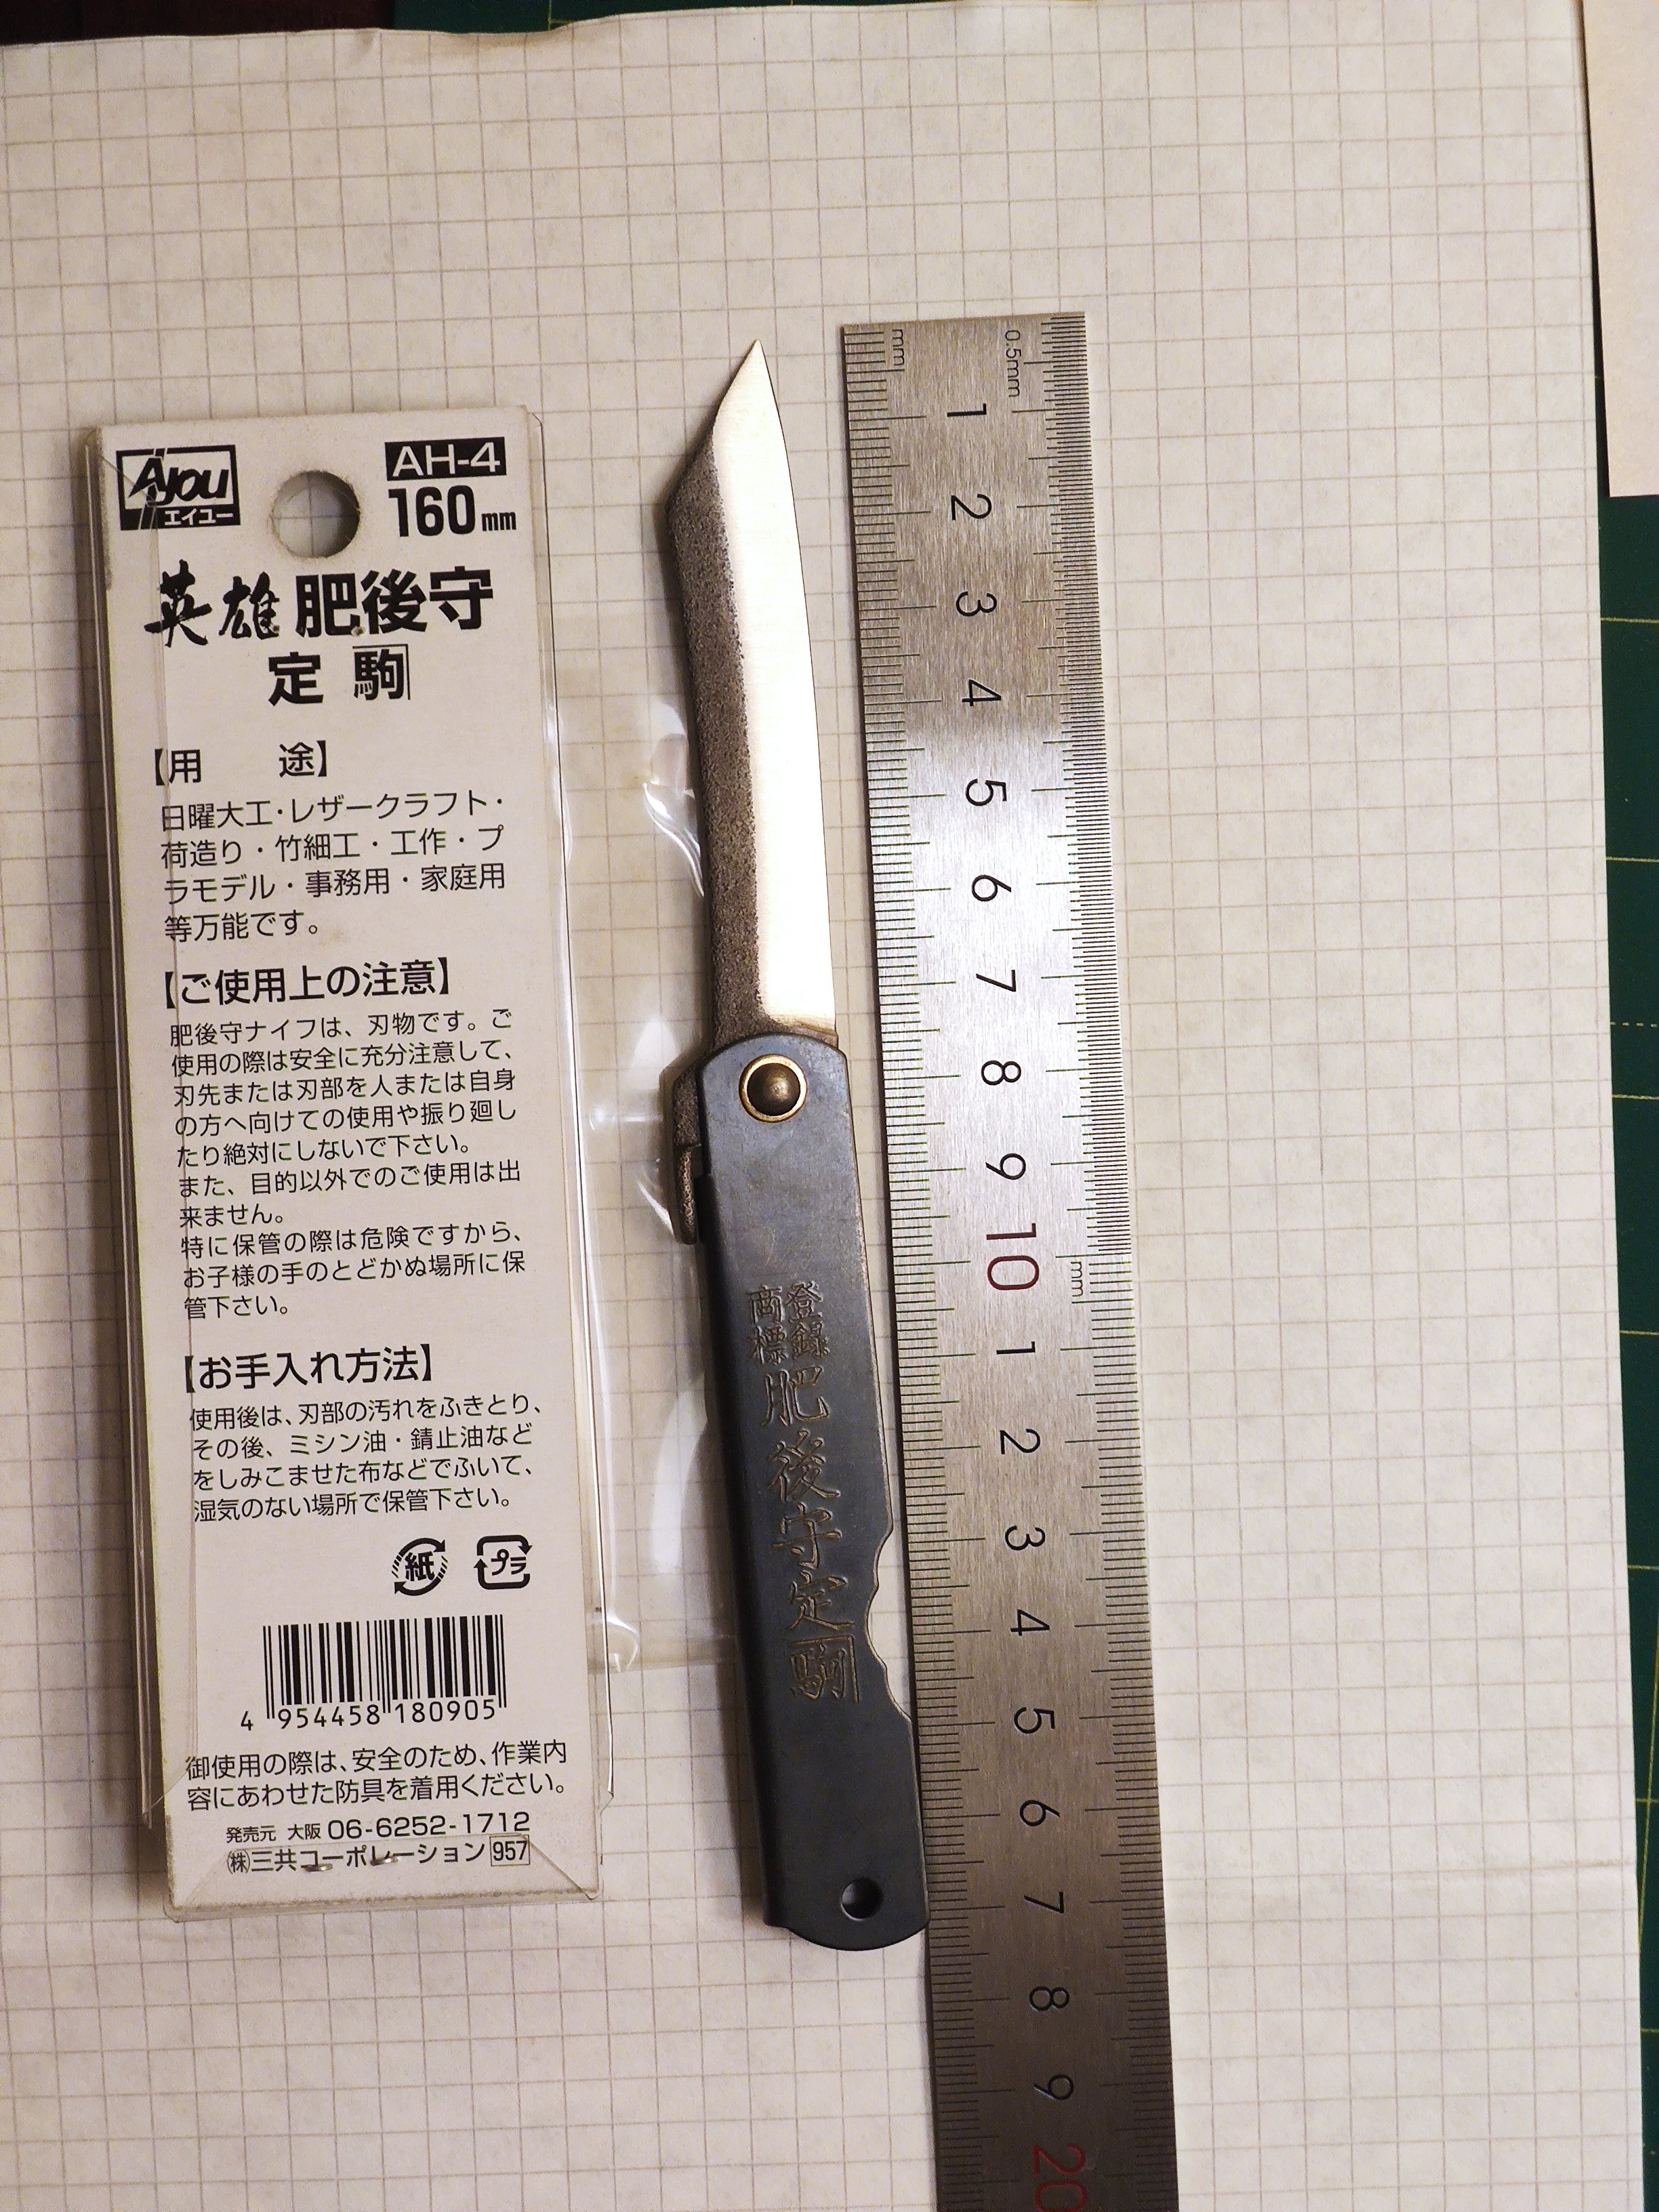 Aiyou
エイユー
AH-4
160mm
英雄 肥後守
定 駒
【用 途】
日曜大工・レザークラフト・
荷造り・竹細工・工作・プ
ラモデル・事務用・家庭用
等万能です。
【ご使用上の注意】
肥後守ナイフは、刃物です。ご
使用の際は安全に充分注意して、
刃先または刃部を人または自身
の方へ向けての使用や振り廻し
たり絶対にしないで下さい。
また、目的以外でのご使用は出
来ません。
特に保管の際は危険ですから、
お子様の手のとどかぬ場所に保
管下さい。
【お手入れ方法】
使用後は、刃部の汚れをふきとり、
その後、ミシン油・錆止油など
をしみこませた布などでふいて、
湿気のない場所で保管下さい。
紙 プラ
4 954458 180905
御使用の際は、安全のため、作業内
容にあわせた防具を着用ください。
発売元 大阪 06-6252-1712
㈱三共コーポレーション 957
登録
商標
肥後守定駒
mm
0.5mm
1
2
3
4
5
6
7
8
9
10
mm
1
2
3
4
5
6
7
8
9
20